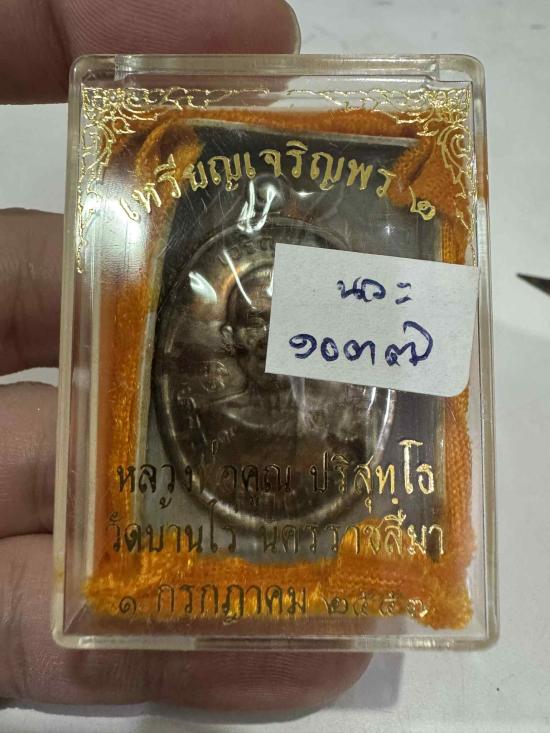 เหรียญเจริญพร ๒
นวะ
๑๐๓๗
หลวงพ่อคูณ ปริสุทฺโธ
วัดบ้านไร่ นครราชสีมา
๑ กรกฎาคม ๒๕๕๗